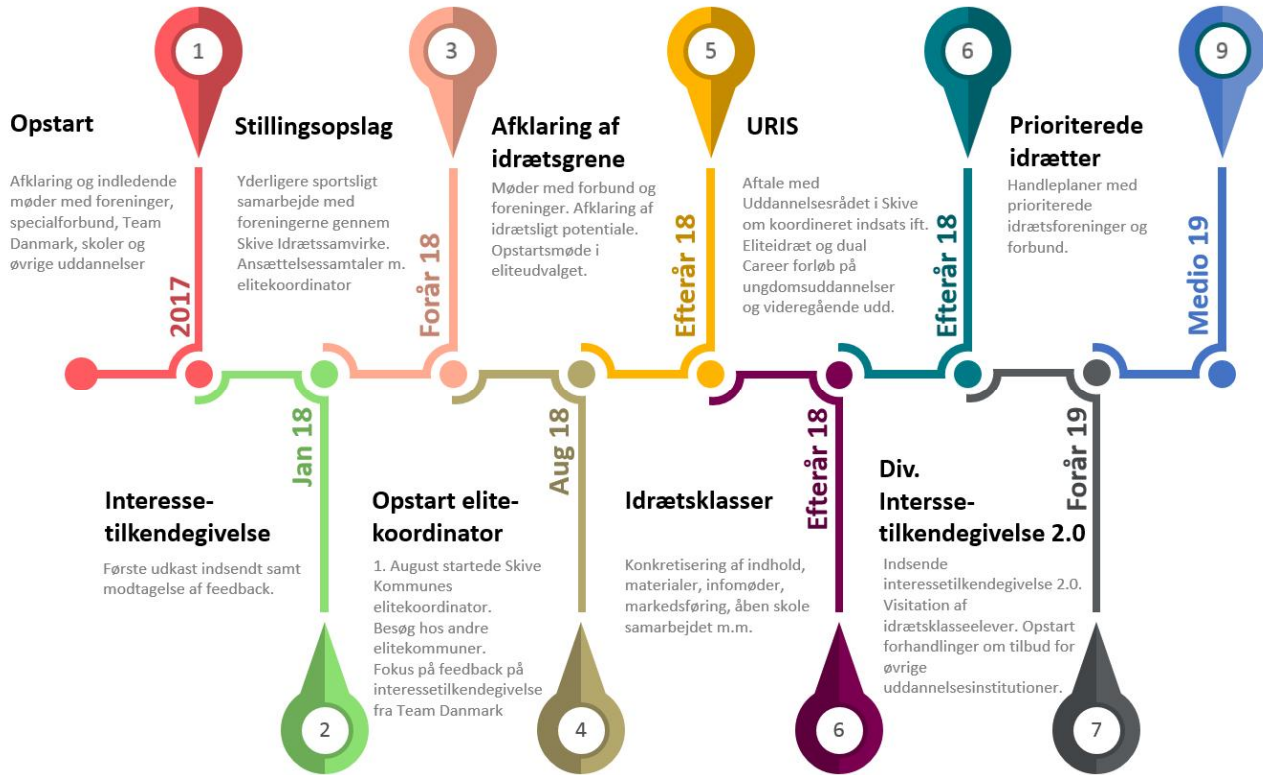 1
Opstart
Afklaring og indledende
møder med foreninger,
specialforbund, Team
Danmark, skoler og
øvrige uddannelser
2017
Interesse-
tilkendegivelse
Første udkast indsendt samt
modtagelse af feedback.
Jan 18
2
3
Stillingsopslag
Yderligere sportsligt
samarbejde med
foreningerne gennem
Skive Idrætssamvirke.
Ansættelsessamtaler m.
elitekoordinator
Forår 18
Opstart elite-
koordinator
1. August startede Skive
Kommunes
elitekoordinator.
Besøg hos andre
elitekommuner.
Fokus på feedback på
interessetilkendegivelse
fra Team Danmark
Aug 18
4
5
Afklaring af
idrætsgrene
Møder med forbund og
foreninger. Afklaring af
idrætsligt potentiale.
Opstartsmøde i
eliteudvalget.
Efterår 18
Idrætsklasser
Konkretisering af indhold,
materialer, infomøder,
markedsføring, åben skole
samarbejdet m.m.
Efterår 18
6
6
URIS
Aftale med
Uddannelsesrådet i Skive
om koordineret indsats ift.
Eliteidræt og dual
Career forløb på
ungdomsuddannelser
og videregående udd.
Efterår 18
Div.
Intersse-
tilkendegivelse 2.0
Indsende
interessetilkendegivelse 2.0.
Visitation af
idrætsklasseelever. Opstart
forhandlinger om tilbud for
øvrige
uddannelsesinstitutioner.
Forår 19
7
9
Prioriterede
idrætter
Handleplaner med
prioriterede
idrætsforeninger og
forbund.
Medio 19